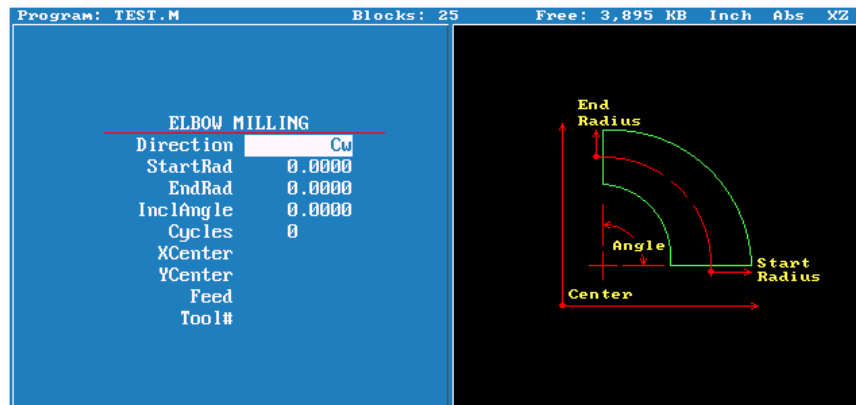 Program: TEST.M Blocks: 25 Free: 3,895 KB Inch Abs XZ
ELBOW MILLING
Direction Cw
StartRad 0.0000
EndRad 0.0000
InclAngle 0.0000
Cycles 0
XCenter
YCenter
Feed
Tool#
End
Radius
Angle
Start
Radius
Center